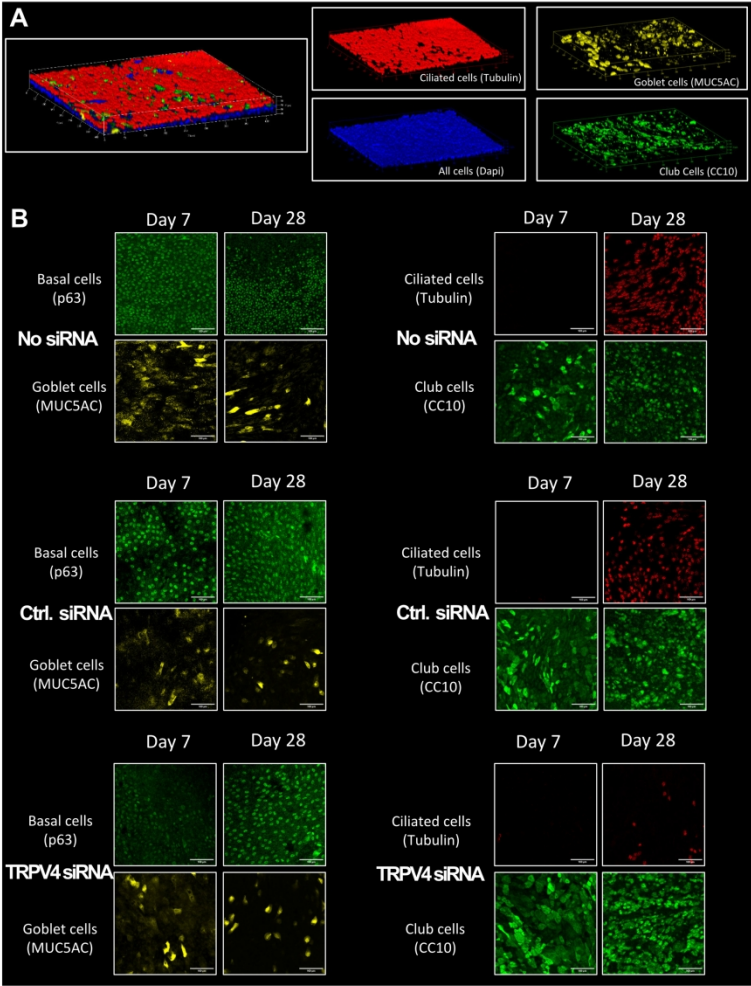 A
Ciliated cells (Tubulin)
Goblet cells (MUC5AC)
All cells (Dapi)
Club Cells (CC10)
B
Day 7
Day 28
Basal cells
(p63)
No siRNA
Goblet cells
(MUC5AC)
Ciliated cells
(Tubulin)
No siRNA
Club cells
(CC10)
Day 7
Day 28
Day 7
Day 28
Basal cells
(p63)
Ctrl. siRNA
Goblet cells
(MUC5AC)
Day 7
Day 28
Ciliated cells
(Tubulin)
Ctrl. siRNA
Club cells
(CC10)
Day 7
Day 28
Basal cells
(p63)
TRPV4 siRNA
Goblet cells
(MUC5AC)
Day 7
Day 28
Ciliated cells
(Tubulin)
TRPV4 siRNA
Club cells
(CC10)